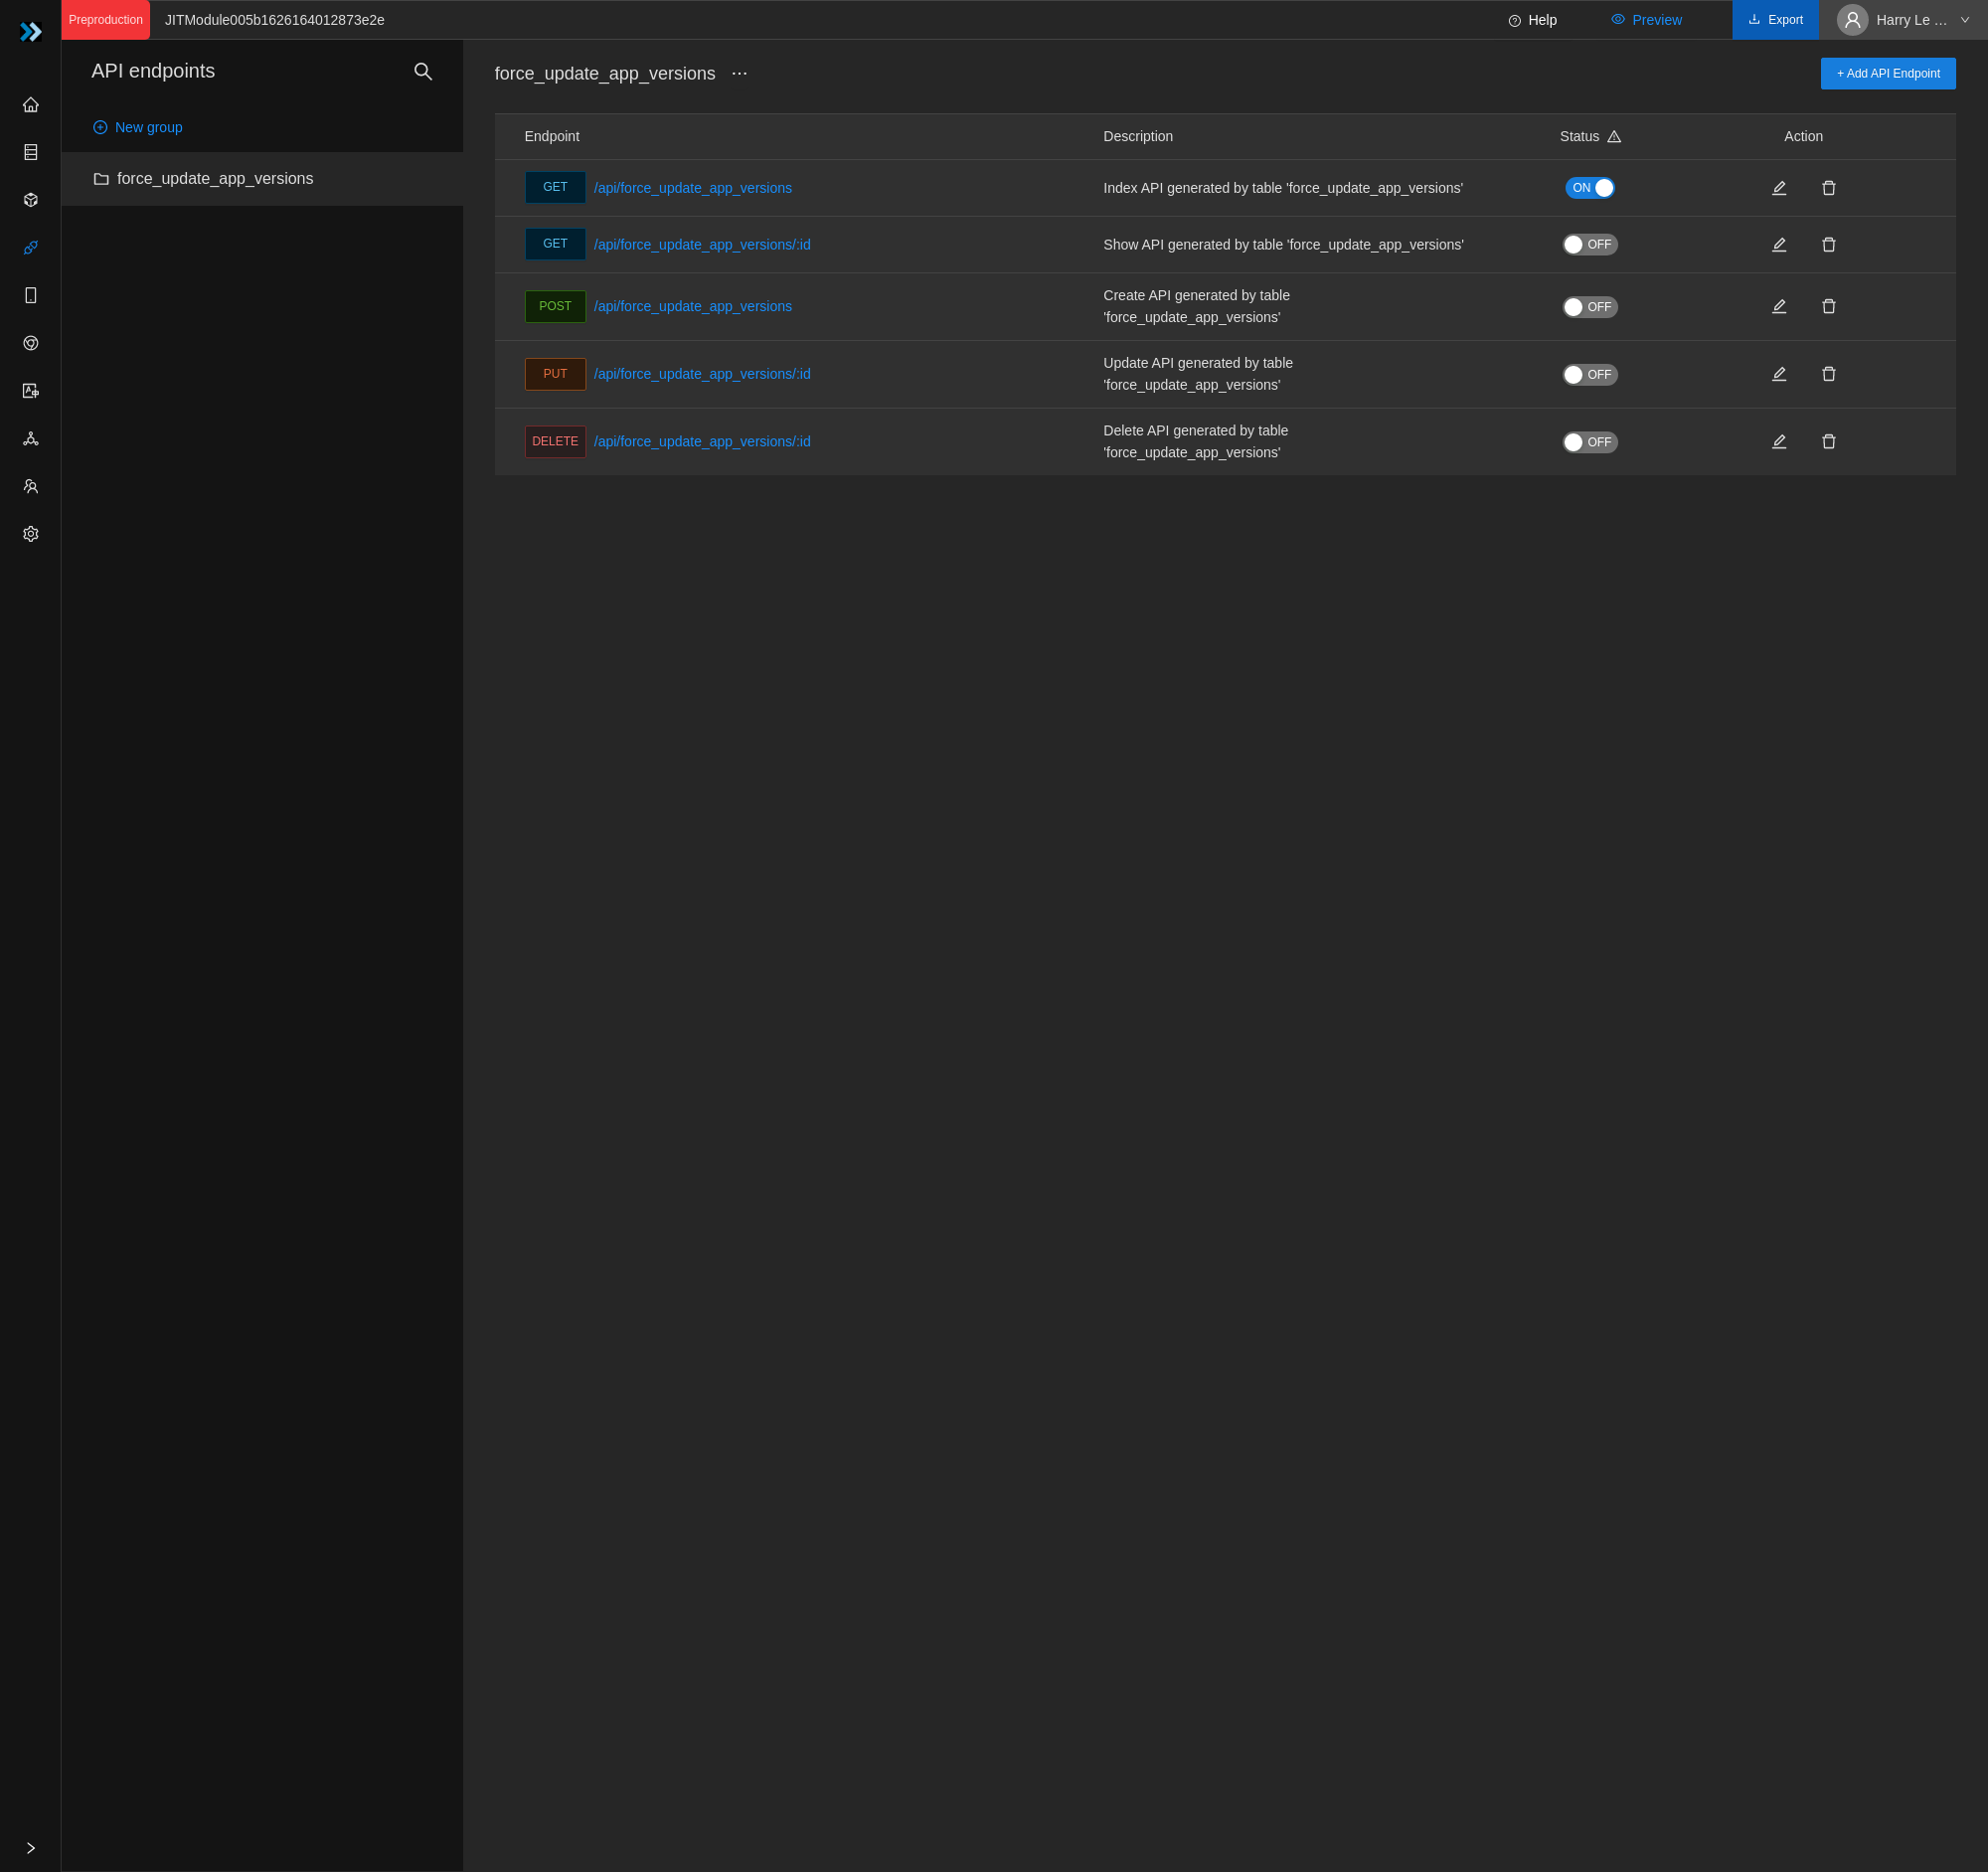 Preproduction
JITModule005b1626164012873e2e
Help
Preview
Export
Harry Le ...
API endpoints
New group
force_update_app_versions
force_update_app_versions ···
+ Add API Endpoint
Endpoint Description Status Action
GET /api/force_update_app_versions Index API generated by table 'force_update_app_versions' ON
GET /api/force_update_app_versions/:id Show API generated by table 'force_update_app_versions' OFF
POST /api/force_update_app_versions Create API generated by table
'force_update_app_versions' OFF
PUT /api/force_update_app_versions/:id Update API generated by table
'force_update_app_versions' OFF
DELETE /api/force_update_app_versions/:id Delete API generated by table
'force_update_app_versions' OFF